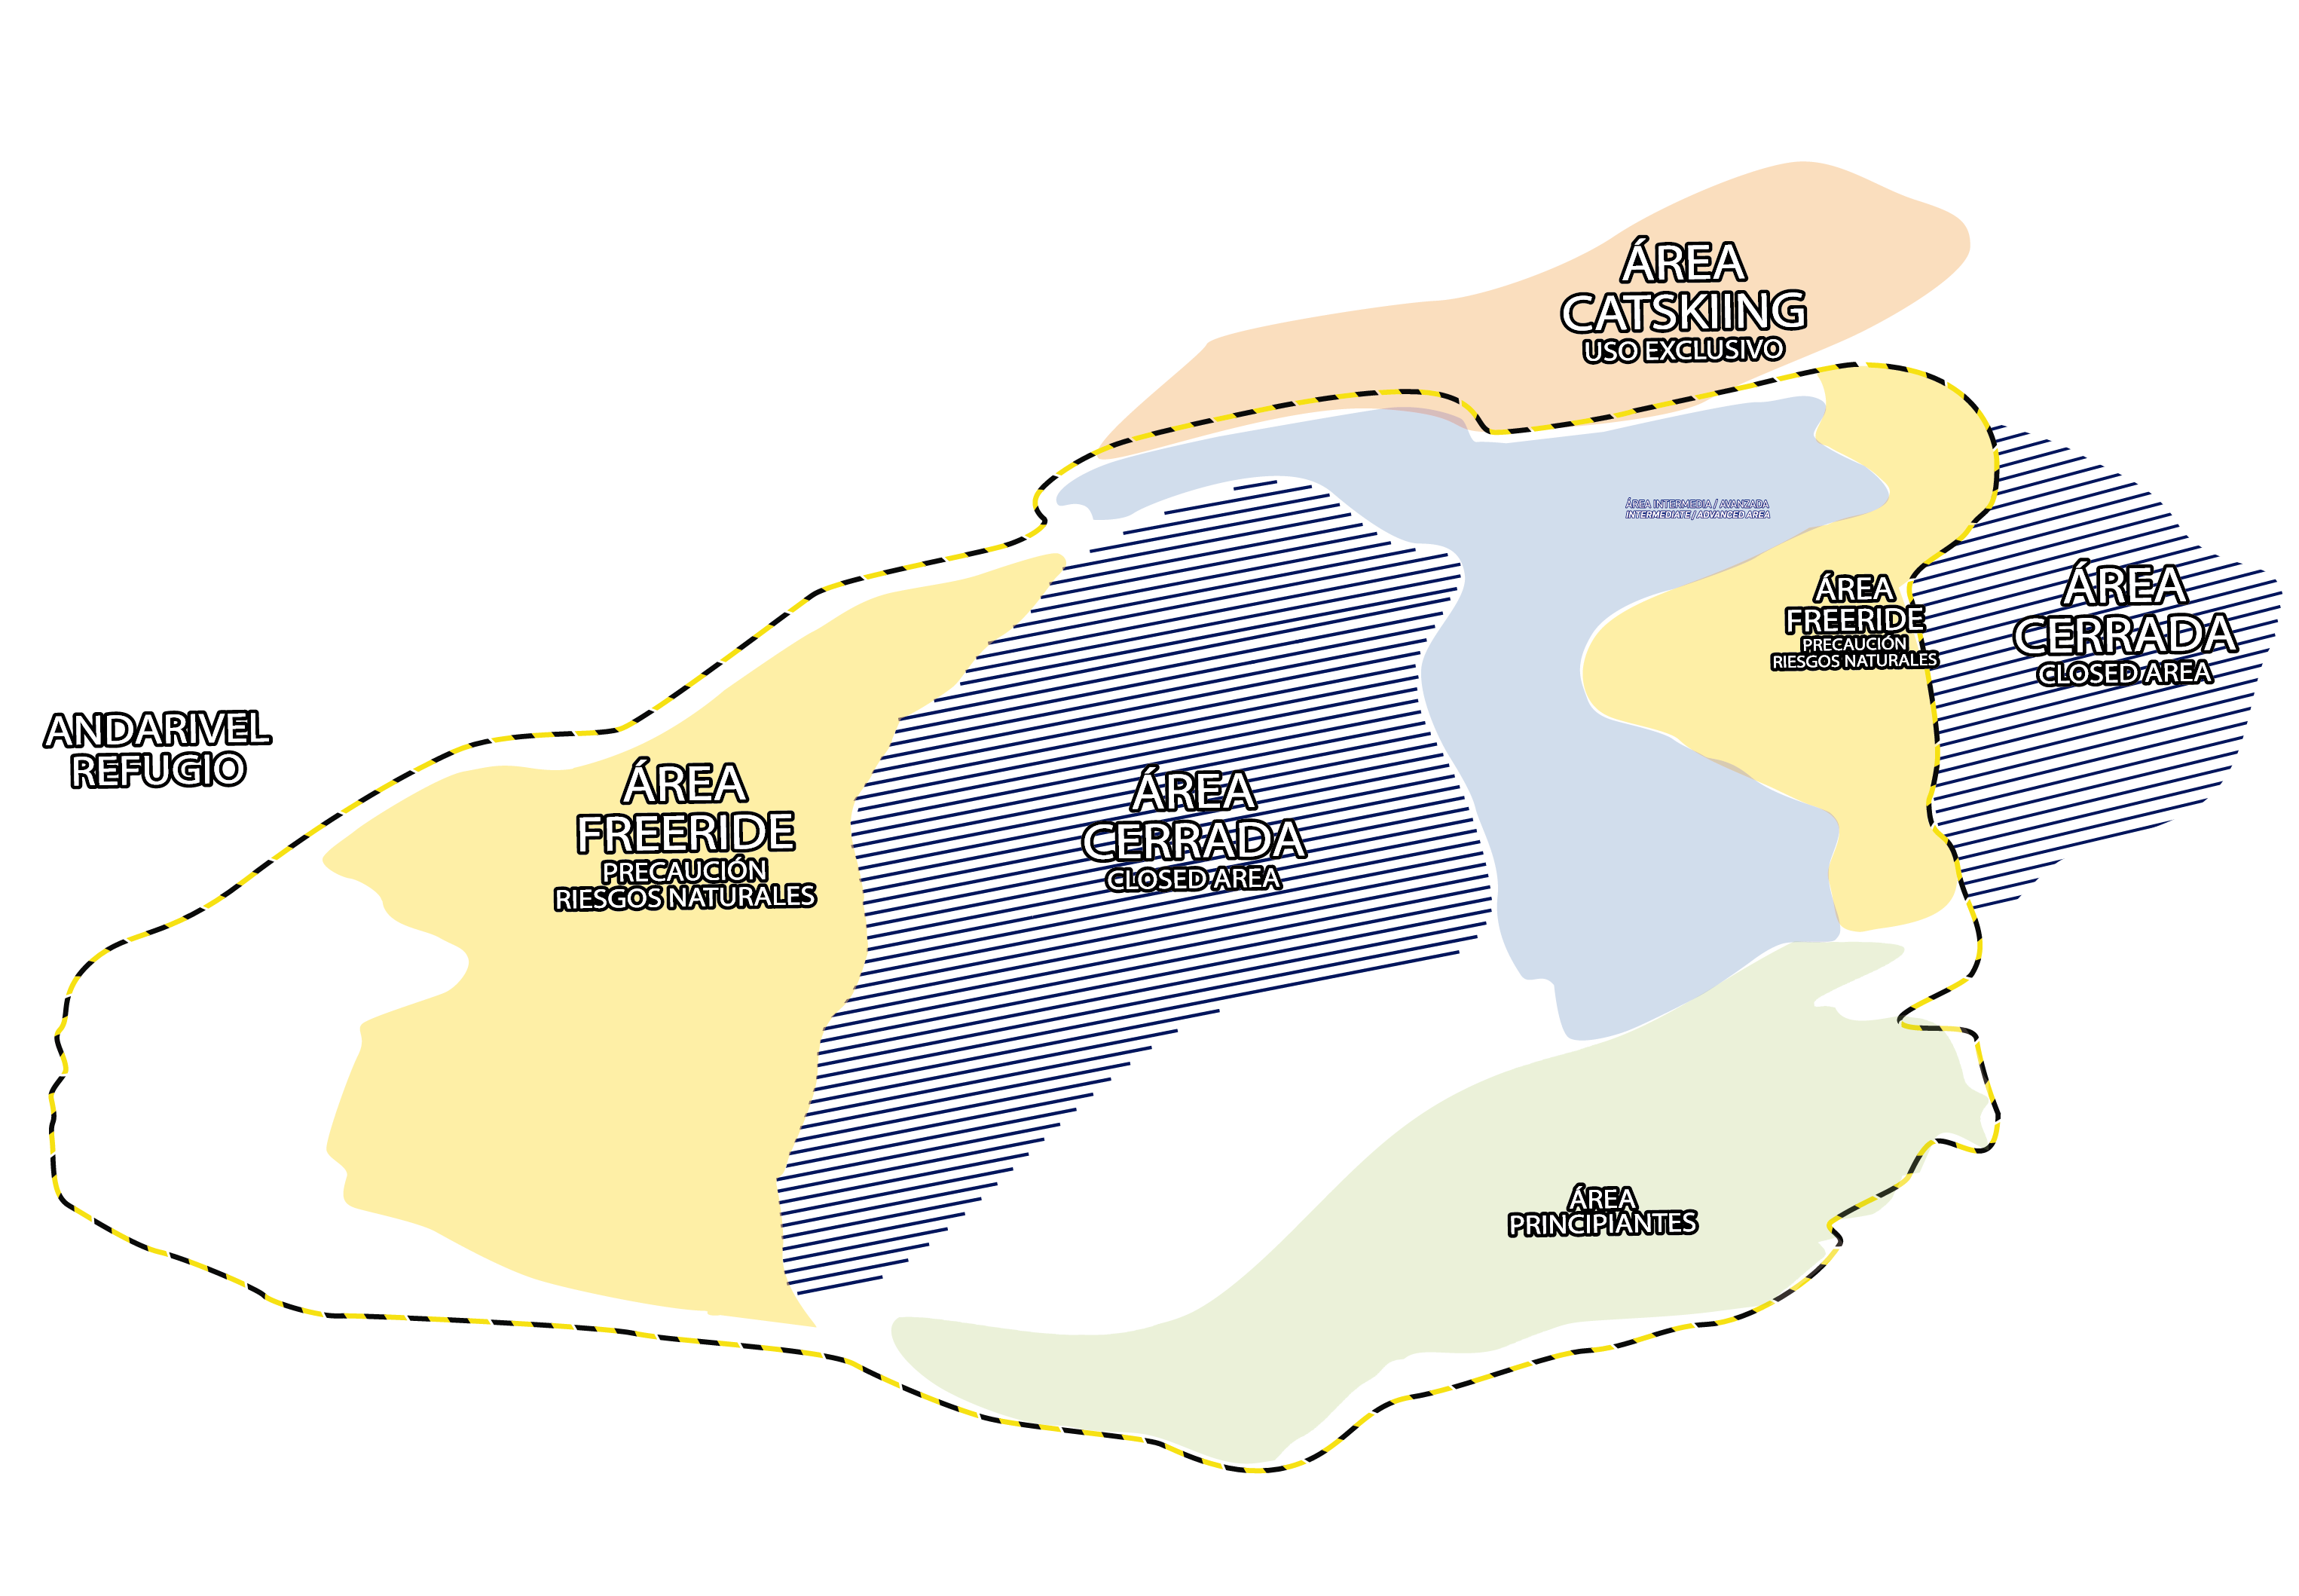 ÁREA
CATSKIING
USO EXCLUSIVO
ÁREA INTERMEDIA / AVANZADA
INTERMEDIATE / ADVANCED AREA
ÁREA
FREERIDE
PRECAUCIÓN
RIESGOS NATURALES
ÁREA
CERRADA
CLOSED AREA
ANDARIVEL
REFUGIO
ÁREA
FREERIDE
PRECAUCIÓN
RIESGOS NATURALES
ÁREA
CERRADA
CLOSED AREA
ÁREA
PRINCIPIANTES